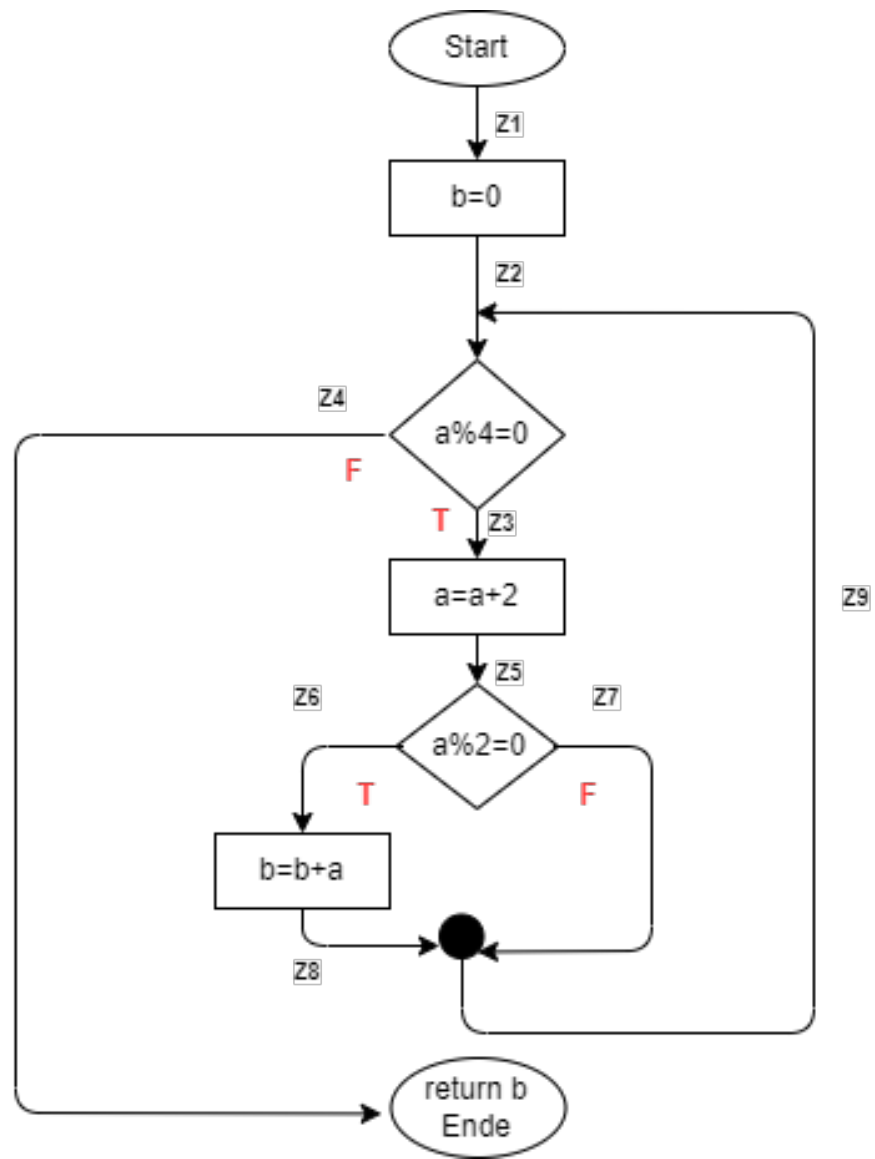 Start
Z1
b=0
Z2
Z4
a%4=0
F
T
Z3
a=a+2
Z9
Z5
Z6
Z7
a%2=0
T
F
b=b+a
Z8
return b
Ende